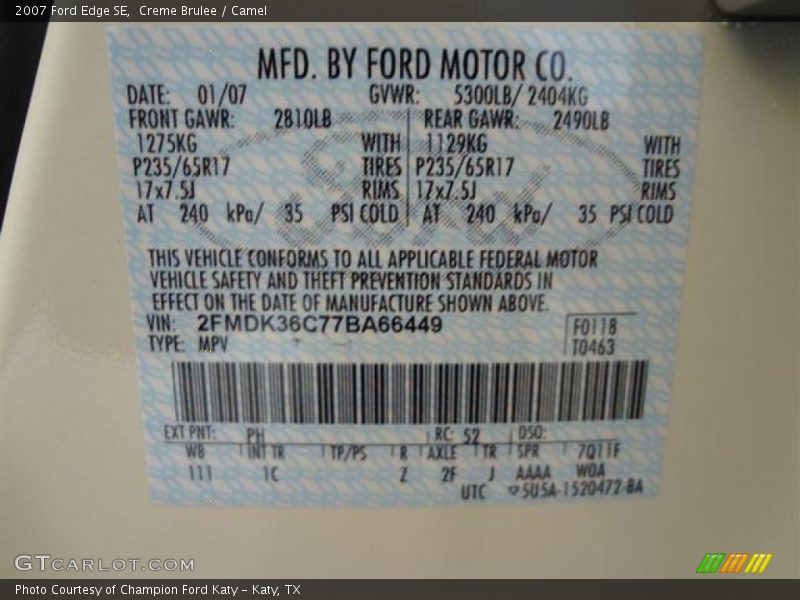 2007 Ford Edge SE,  Creme Brulee / Camel
MFD. BY FORD MOTOR CO.
DATE: 01/07 GVWR: 5300LB/ 2404KG
FRONT GAWR: 2810LB REAR GAWR: 2490LB
1275KG WITH 1129KG WITH
P235/65R17 TIRES P235/65R17 TIRES
17x7.5J RIMS 17x7.5J RIMS
AT 240 kPa/ 35 PSI COLD AT 240 kPa/ 35 PSI COLD
THIS VEHICLE CONFORMS TO ALL APPLICABLE FEDERAL MOTOR
VEHICLE SAFETY AND THEFT PREVENTION STANDARDS IN
EFFECT ON THE DATE OF MANUFACTURE SHOWN ABOVE.
VIN: 2FMDK36C77BA66449 F0118
TYPE: MPV T0463
EXT PNT: PH RC: 52 DSO:
WB INT TR TP/PS R AXLE TR SPR 7Q11F
111 1C Z 2F J AAAA WOA
UTC 5U5A-1520472-BA
GTCARLOT.COM
Photo Courtesy of Champion Ford Katy – Katy, TX